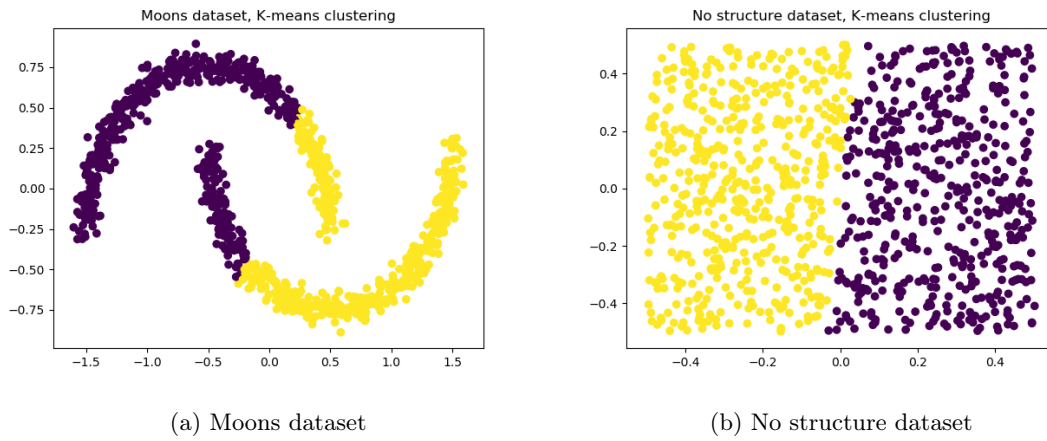 Moons dataset, K-means clustering
0.75
0.50
0.25
0.00
−0.25
−0.50
−0.75
−1.5 −1.0 −0.5 0.0 0.5 1.0 1.5
(a) Moons dataset
No structure dataset, K-means clustering
0.4
0.2
0.0
−0.2
−0.4
−0.4 −0.2 0.0 0.2 0.4
(b) No structure dataset